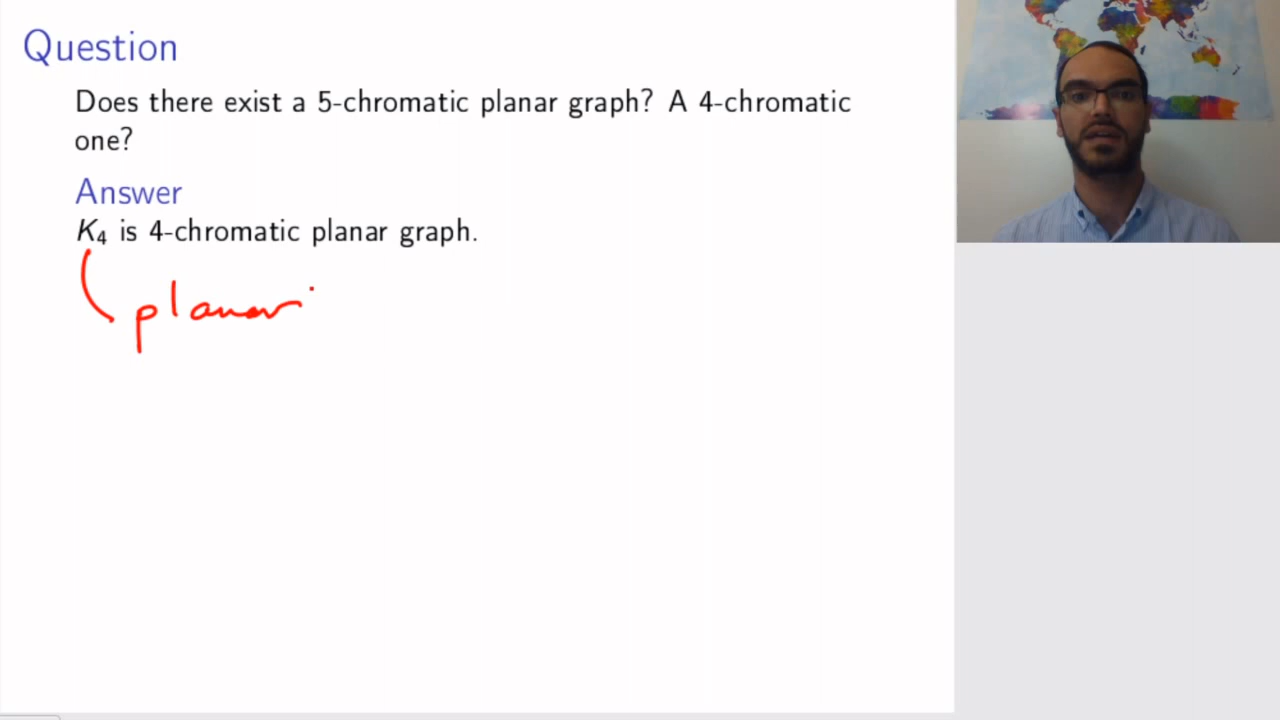 Question
Does there exist a 5-chromatic planar graph? A 4-chromatic
one?
Answer
K₄ is 4-chromatic planar graph.
planar